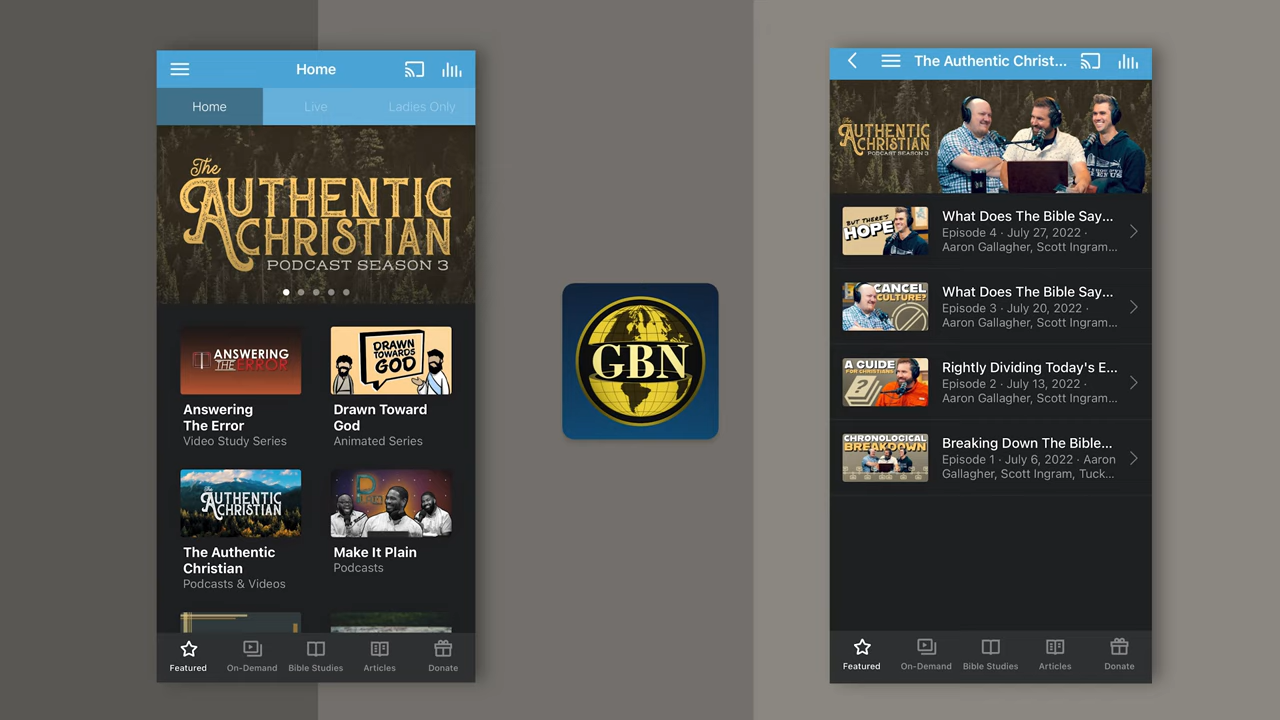 Home
Home
Live
Ladies Only
The
AUTHENTIC
CHRISTIAN
PODCAST SEASON 3
ANSWERING
THE ERROR
DRAWN
TOWARDS
GOD
Answering
The Error
Video Study Series
Drawn Toward
God
Animated Series
The
AUTHENTIC
CHRISTIAN
The Authentic
Christian
Podcasts & Videos
Make It Plain
Podcasts
Featured
On-Demand
Bible Studies
Articles
Donate
GBN
The Authentic Christ...
The
AUTHENTIC
CHRISTIAN
PODCAST SEASON 3
BUT THERE'S
HOPE
What Does The Bible Say...
Episode 4 · July 27, 2022 ·
Aaron Gallagher, Scott Ingram...
CANCEL
CULTURE?
What Does The Bible Say...
Episode 3 · July 20, 2022 ·
Aaron Gallagher, Scott Ingram...
A GUIDE
FOR CHRISTIANS
?
Rightly Dividing Today's E...
Episode 2 · July 13, 2022 ·
Aaron Gallagher, Scott Ingram...
CHRONOLOGICAL
BREAKDOWN
Breaking Down The Bible...
Episode 1 · July 6, 2022 · Aaron
Gallagher, Scott Ingram, Tuck...
Featured
On-Demand
Bible Studies
Articles
Donate